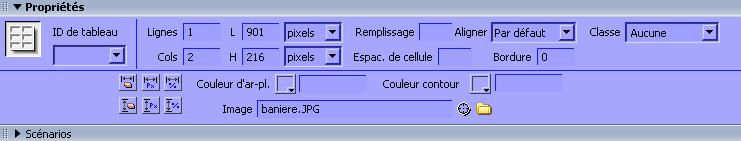 Propriétés
ID de tableau Lignes 1 L 901 pixels Remplissage Aligner Par défaut Classe Aucune
Cols 2 H 216 pixels Espac. de cellule Bordure 0
Couleur d'ar-pl. Couleur contour
Image baniere.JPG
Scénarios